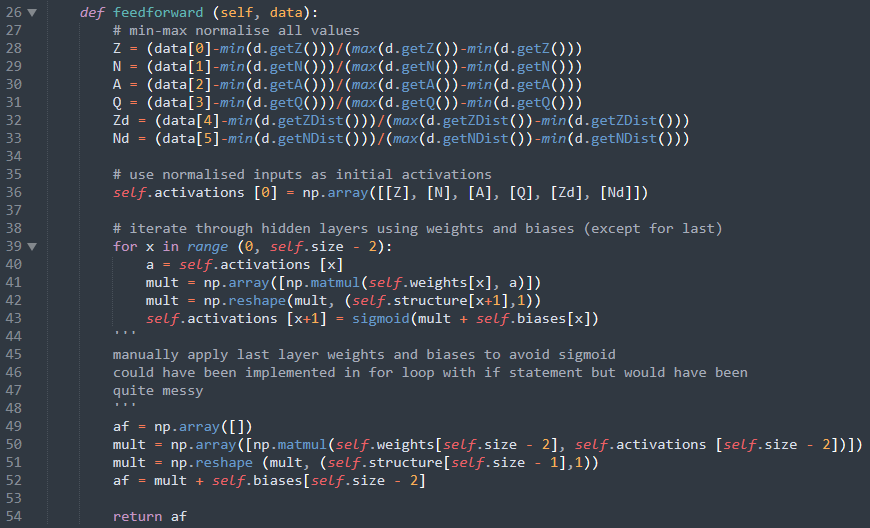 26 def feedforward (self, data):
27 # min-max normalise all values
28 Z = (data[0]-min(d.getZ()))/(max(d.getZ())-min(d.getZ()))
29 N = (data[1]-min(d.getN()))/(max(d.getN())-min(d.getN()))
30 A = (data[2]-min(d.getA()))/(max(d.getA())-min(d.getA()))
31 Q = (data[3]-min(d.getQ()))/(max(d.getQ())-min(d.getQ()))
32 Zd = (data[4]-min(d.getZDist()))/(max(d.getZDist())-min(d.getZDist()))
33 Nd = (data[5]-min(d.getNDist()))/(max(d.getNDist())-min(d.getNDist()))
34
35 # use normalised inputs as initial activations
36 self.activations [0] = np.array([[Z], [N], [A], [Q], [Zd], [Nd]])
37
38 # iterate through hidden layers using weights and biases (except for last)
39 for x in range (0, self.size - 2):
40 a = self.activations [x]
41 mult = np.array([np.matmul(self.weights[x], a)])
42 mult = np.reshape(mult, (self.structure[x+1],1))
43 self.activations [x+1] = sigmoid(mult + self.biases[x])
44 '''
45 manually apply last layer weights and biases to avoid sigmoid
46 could have been implemented in for loop with if statement but would have been
47 quite messy
48 '''
49 af = np.array([])
50 mult = np.array([np.matmul(self.weights[self.size - 2], self.activations [self.size - 2])])
51 mult = np.reshape (mult, (self.structure[self.size - 1],1))
52 af = mult + self.biases[self.size - 2]
53
54 return af